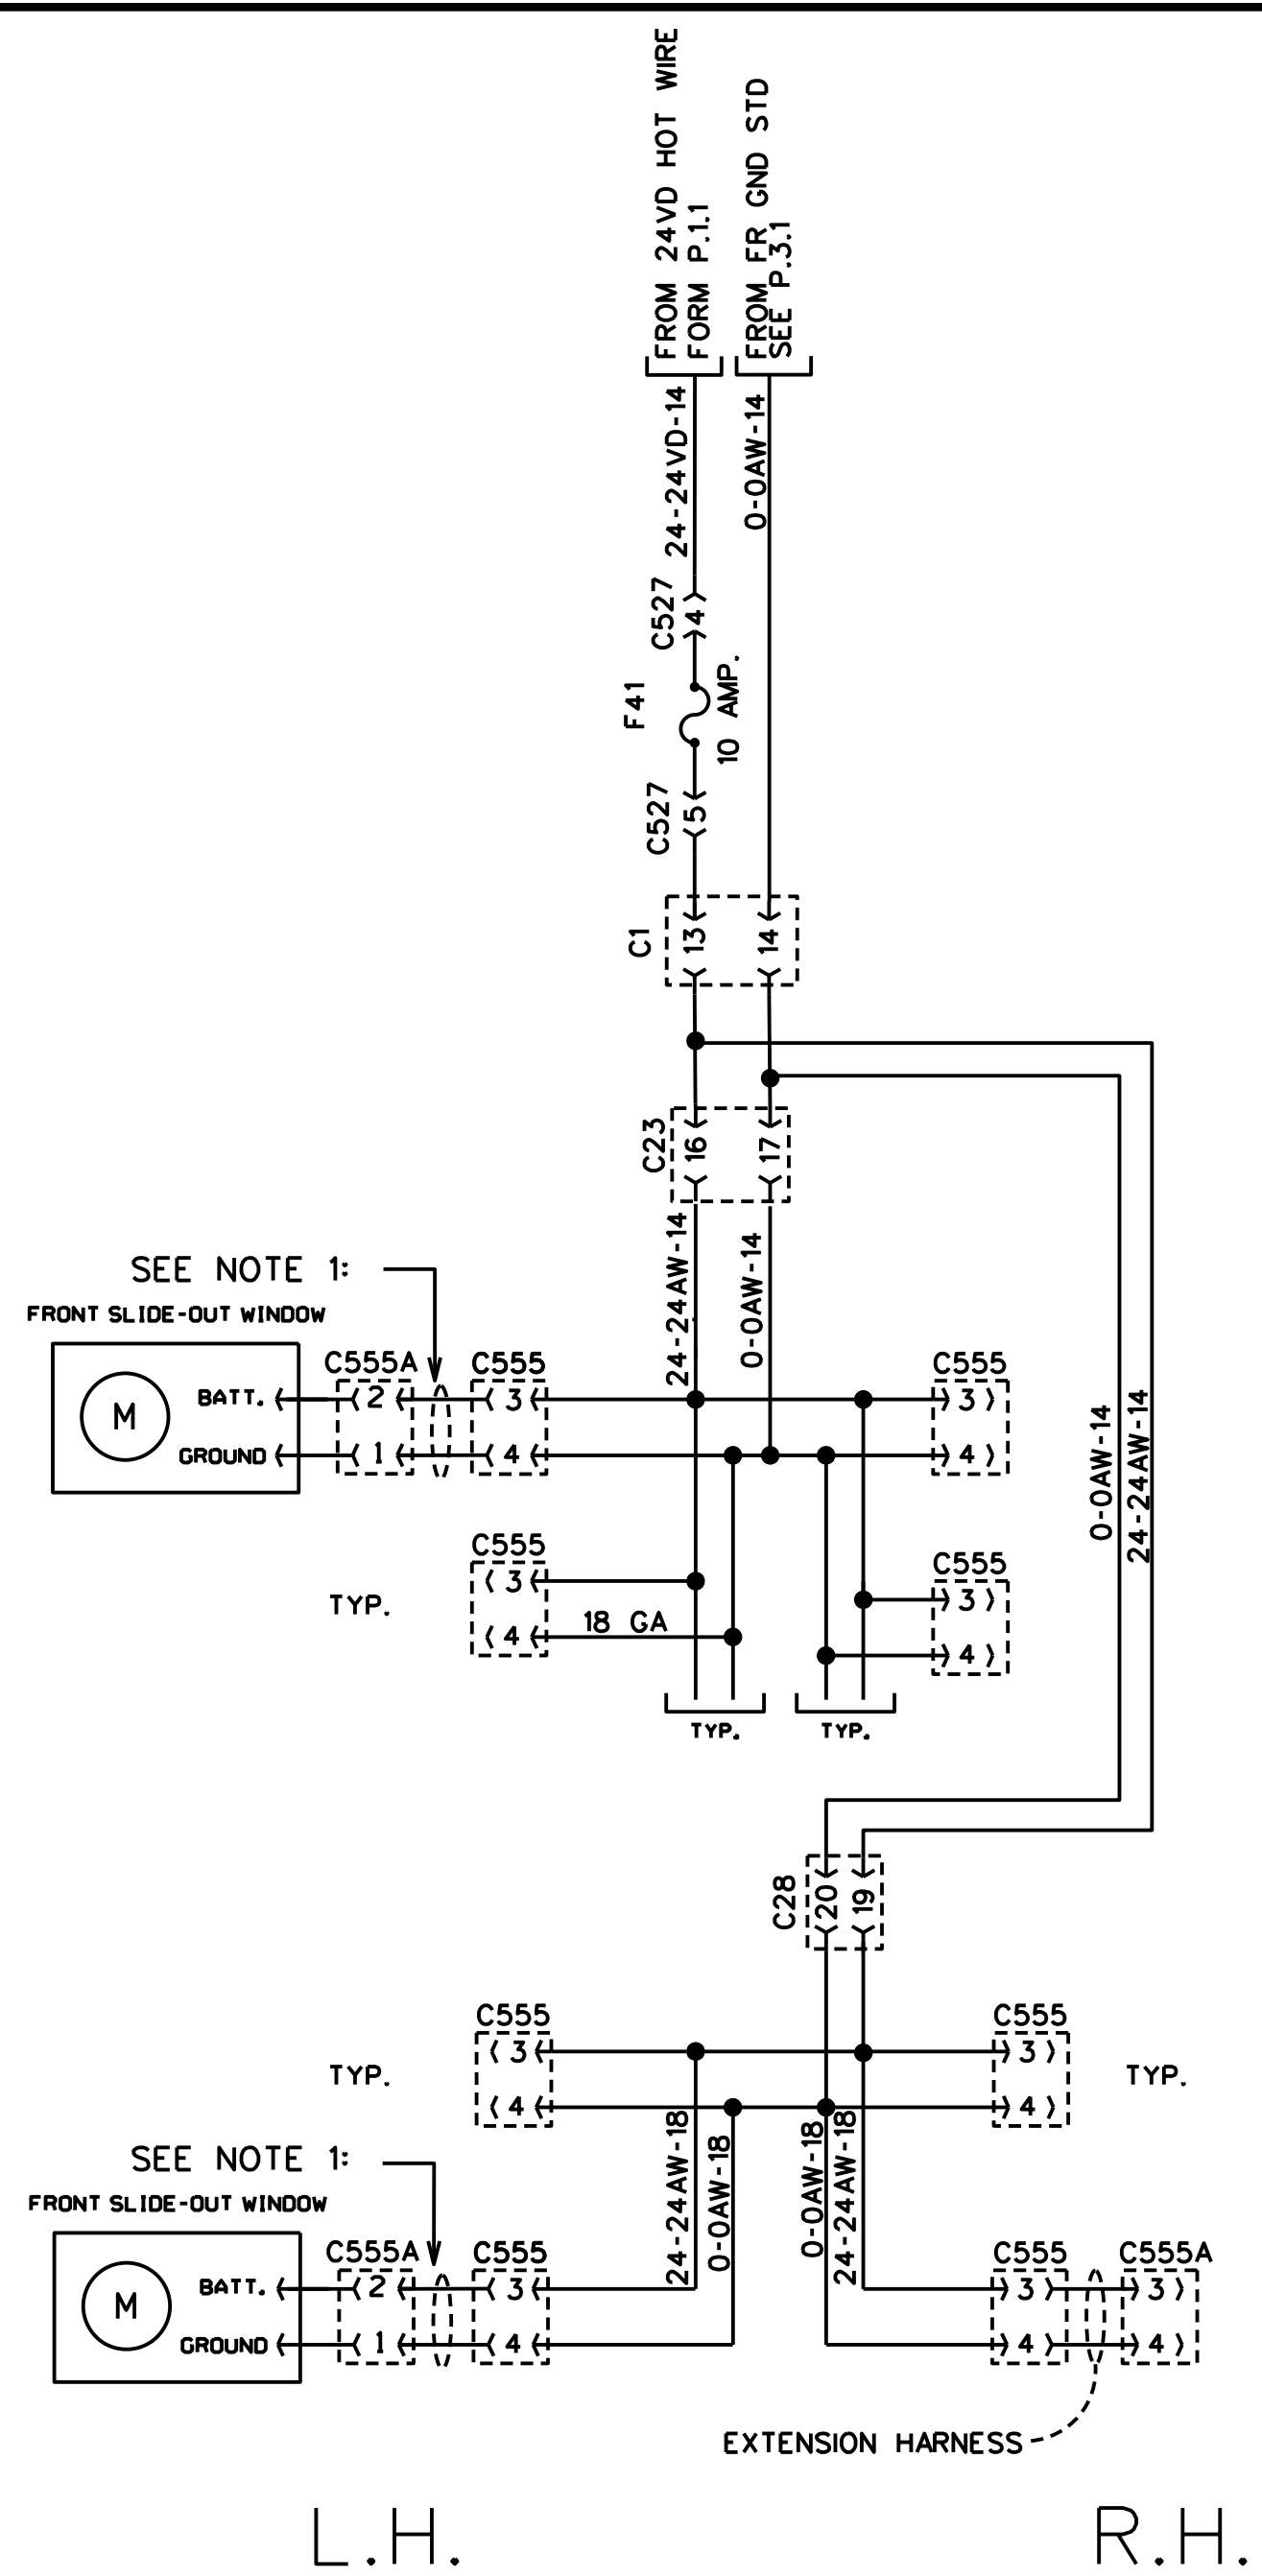 FROM 24VD HOT WIRE
FORM P.1.1
FROM FR GND STD
SEE P.3.1
24-24VD-14
0-0AW-14
C527
4
F41
10 AMP.
C527
5
C1
13
14
C23
16
17
24-24AW-14
0-0AW-14
SEE NOTE 1:
FRONT SLIDE-OUT WINDOW
M
BATT.
GROUND
C555A
2
1
C555
3
4
C555
3
4
0-0AW-14
24-24AW-14
TYP.
C555
3
4
18 GA
C555
3
4
TYP.
TYP.
C28
20
19
TYP.
C555
3
4
C555
3
4
TYP.
24-24AW-18
0-0AW-18
0-0AW-18
24-24AW-18
SEE NOTE 1:
FRONT SLIDE-OUT WINDOW
M
BATT.
GROUND
C555A
2
1
C555
3
4
C555
3
4
C555A
3
4
EXTENSION HARNESS
L.H.
R.H.